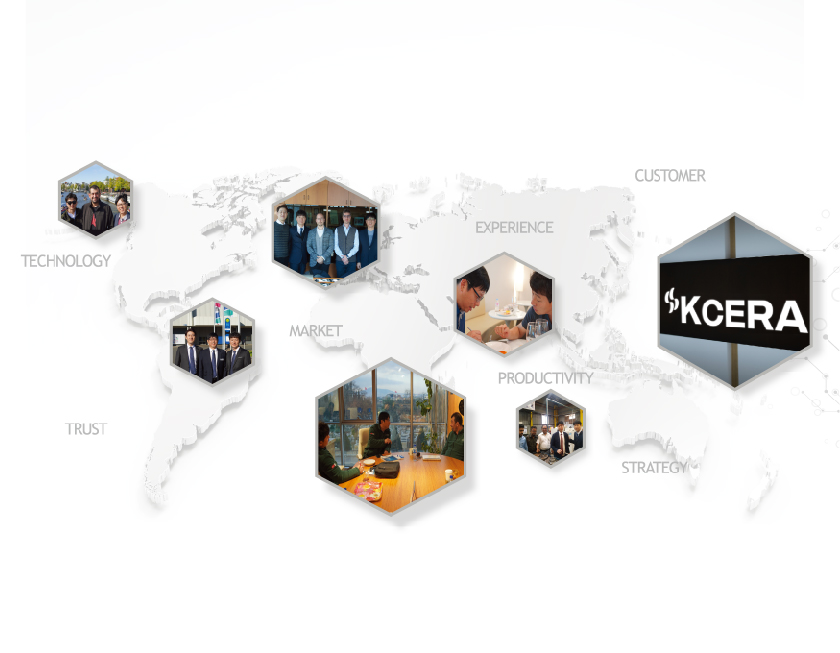 CUSTOMER
EXPERIENCE
TECHNOLOGY
KCERA
MARKET
PRODUCTIVITY
TRUST
STRATEGY